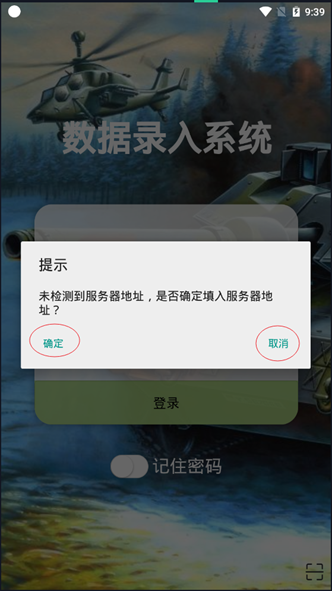 9:39
数据录入系统
提示
未检测到服务器地址，是否确定填入服务器地
址？
确定 取消
登录
记住密码